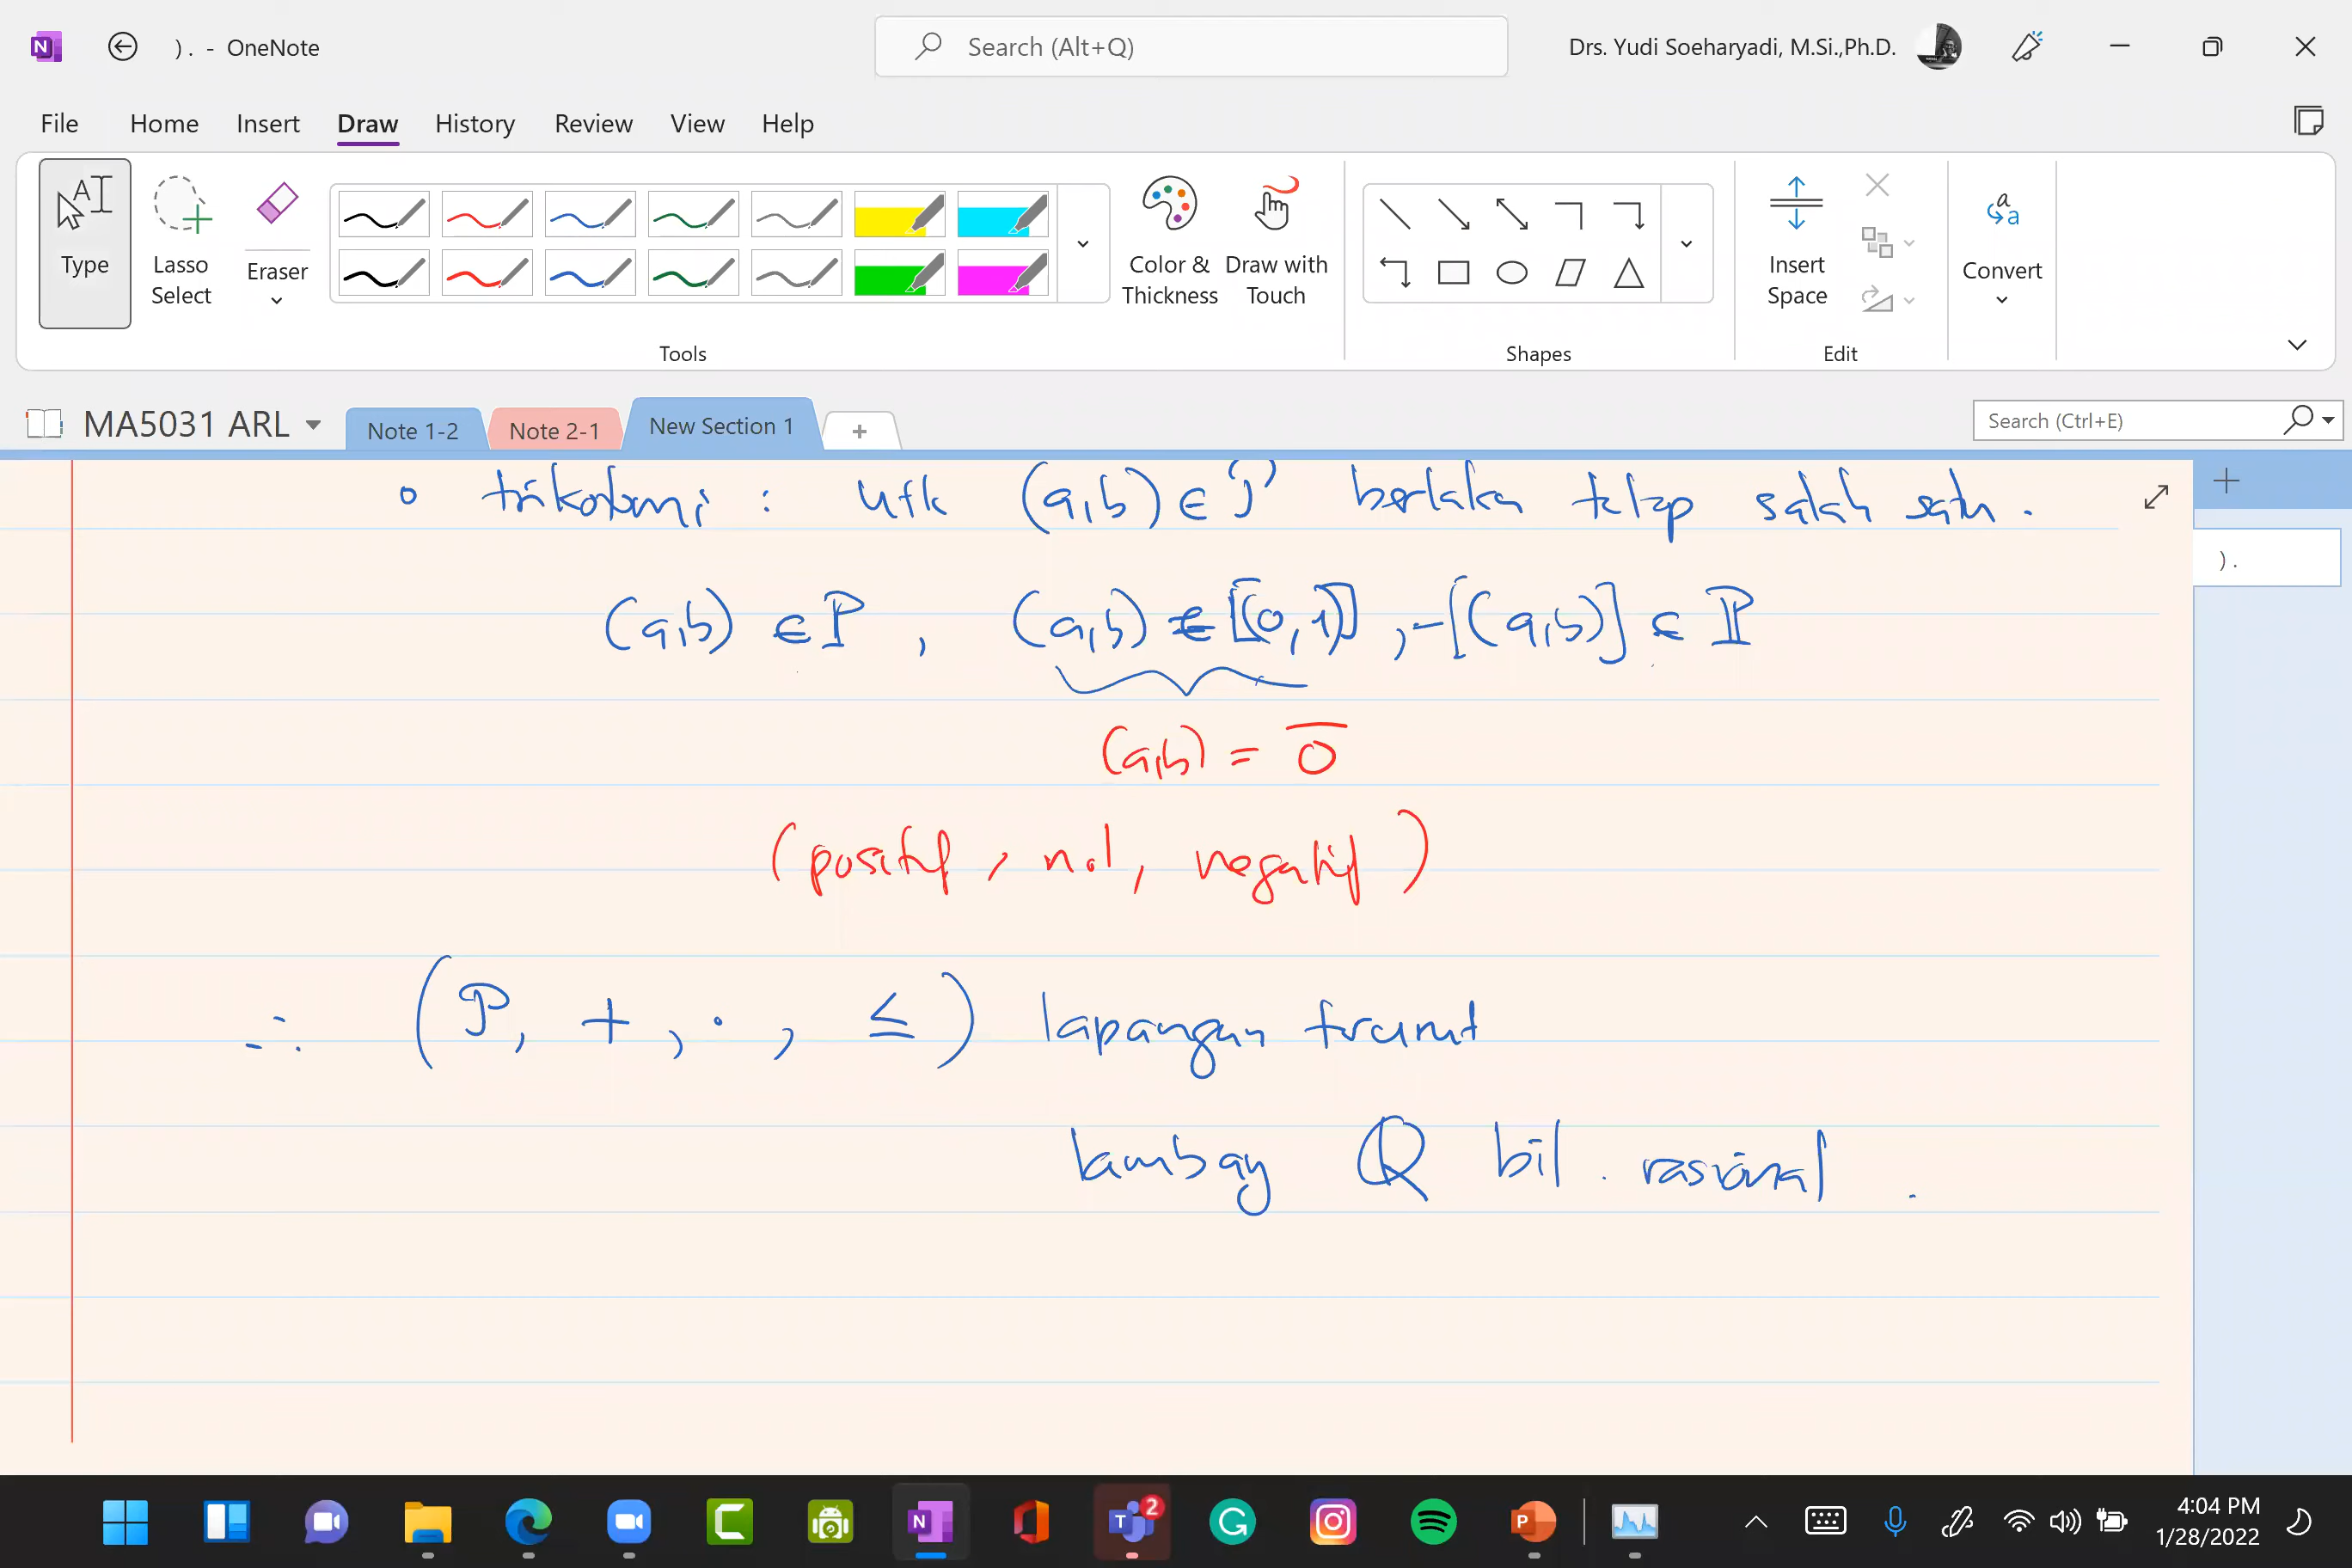 ). - OneNote
Search (Alt+Q)
Drs. Yudi Soeharyadi, M.Si.,Ph.D.
File Home Insert Draw History Review View Help
Type
Lasso Select
Eraser
Color & Thickness
Draw with Touch
Insert Space
Convert
Tools
Shapes
Edit
MA5031 ARL
Note 1-2
Note 2-1
New Section 1
Search (Ctrl+E)
).
∘ trikotomi : utk (a,b) ∈ berlaku tetap salah satu .
(a,b) ∈ ℙ , (a,b) ∈ [(0,1)] , -[(a,b)] ∈ ℙ
(a,b) = 0̅
(positif, nol, negatif)
∴ (P, +, ·, ≤) lapangan terurut
lambang ℚ bil. rasional .
2
4:04 PM
1/28/2022